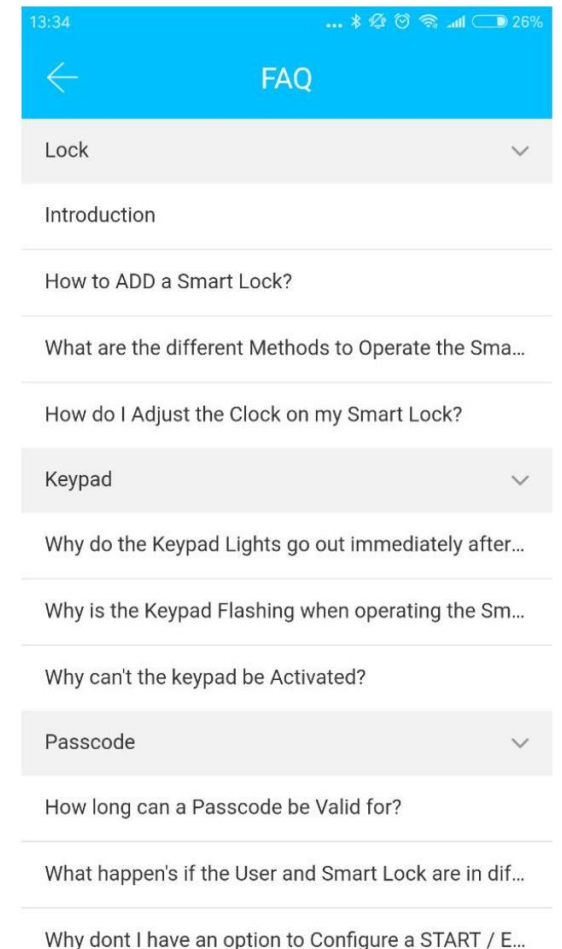 13:34
... 26%
FAQ
Lock
Introduction
How to ADD a Smart Lock?
What are the different Methods to Operate the Sma...
How do I Adjust the Clock on my Smart Lock?
Keypad
Why do the Keypad Lights go out immediately after...
Why is the Keypad Flashing when operating the Sm...
Why can't the keypad be Activated?
Passcode
How long can a Passcode be Valid for?
What happen's if the User and Smart Lock are in dif...
Why dont I have an option to Configure a START / E...